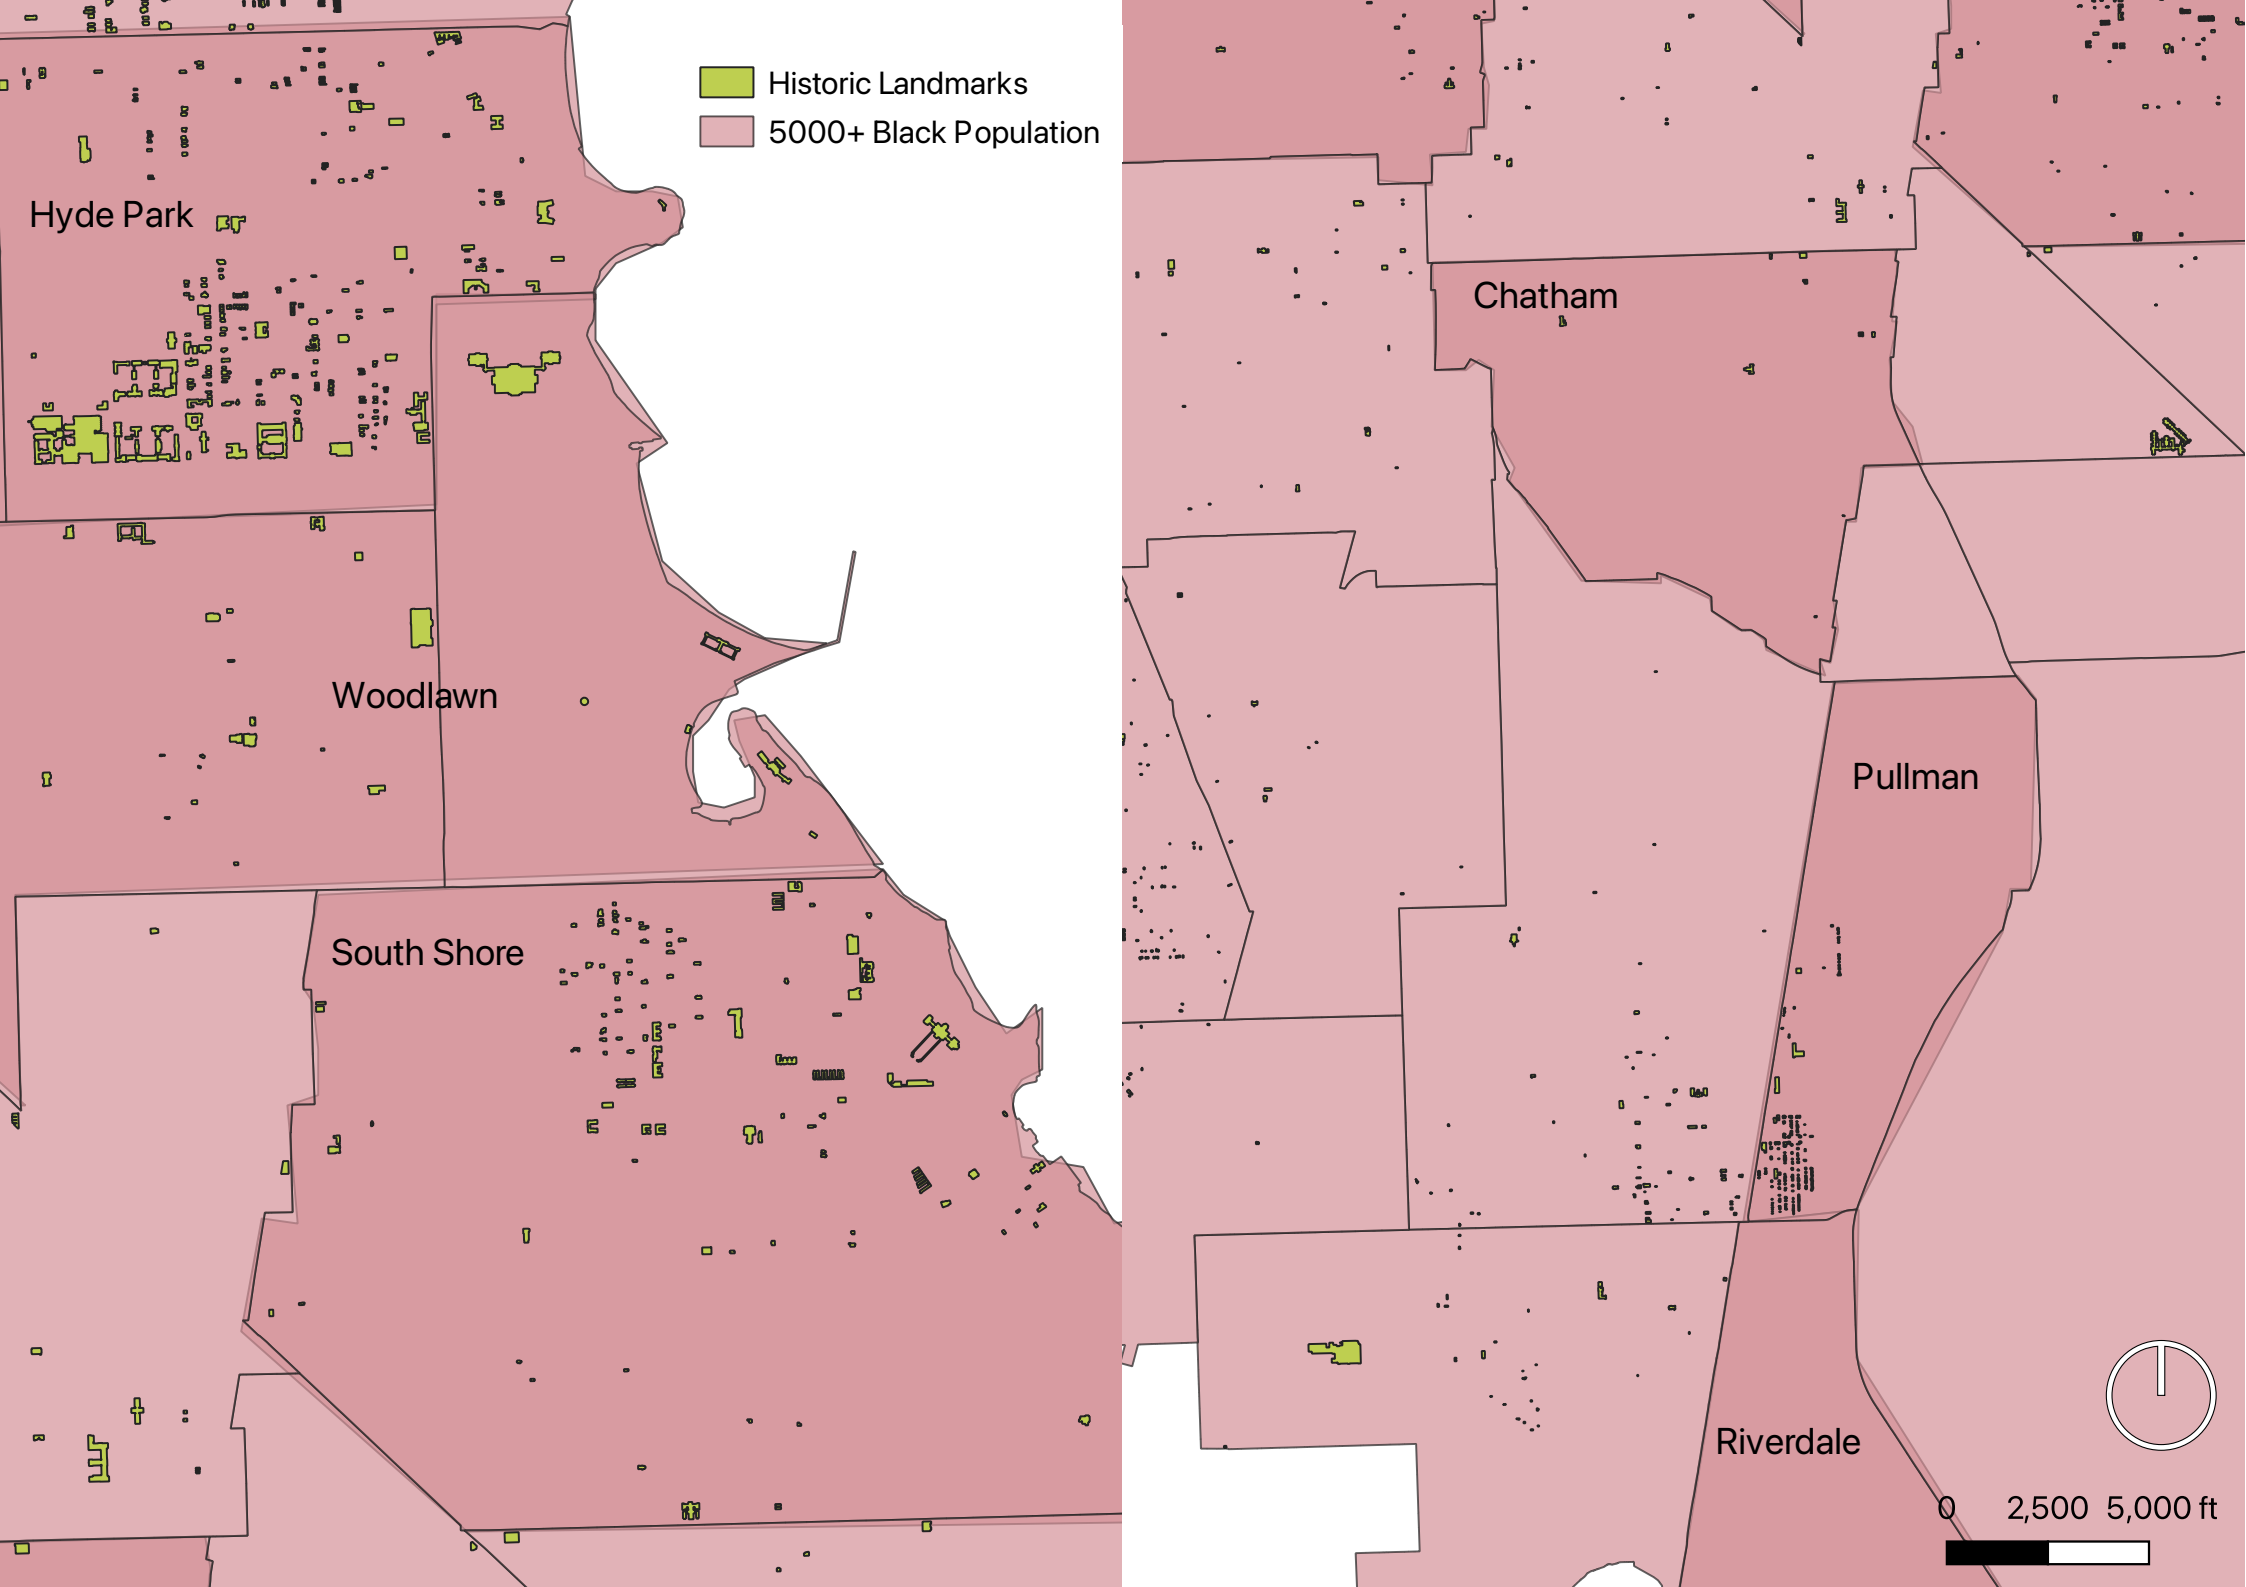 Historic Landmarks
5000+ Black Population
Hyde Park
Woodlawn
South Shore
Chatham
Pullman
Riverdale
0 2,500 5,000 ft